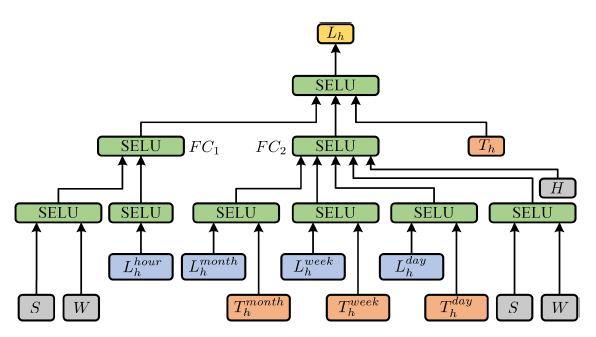 L_h
SELU
SELU FC_1 FC_2 SELU T_h
H
SELU SELU SELU SELU SELU SELU
L_h^{hour} L_h^{month} L_h^{week} L_h^{day}
S W T_h^{month} T_h^{week} T_h^{day} S W